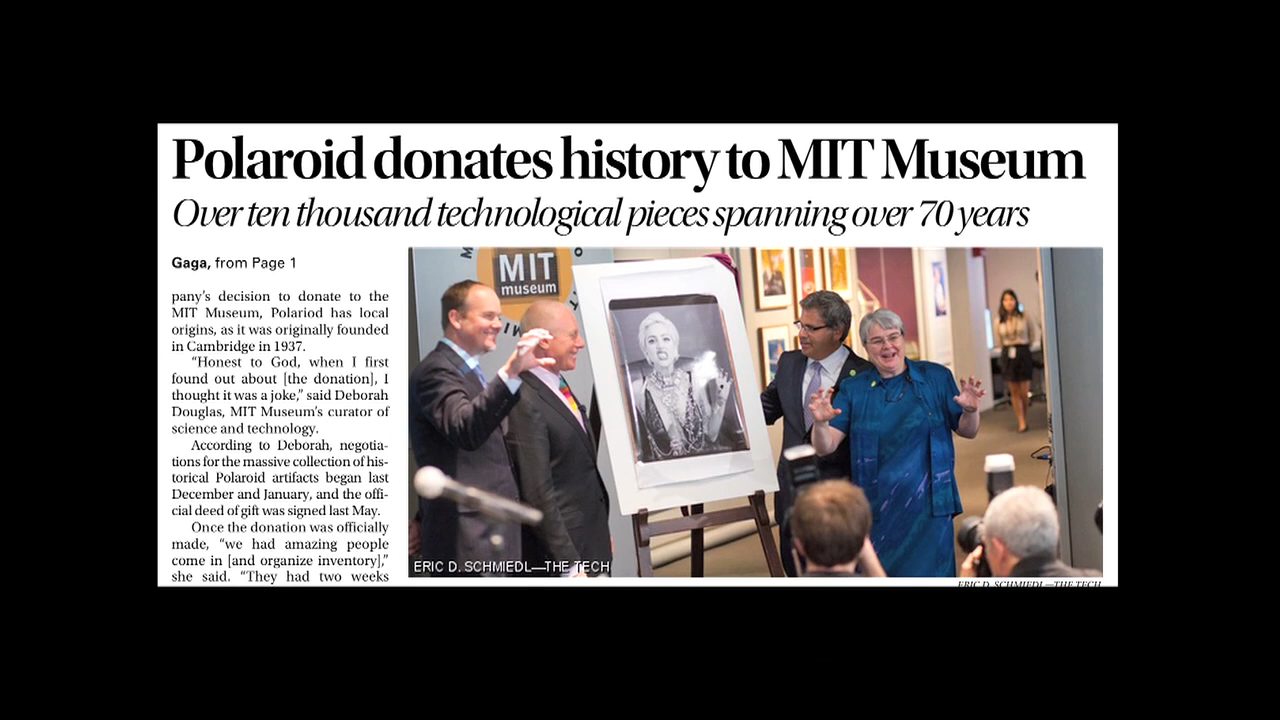 Polaroid donates history to MIT Museum
Over ten thousand technological pieces spanning over 70 years
Gaga, from Page 1
pany's decision to donate to the
MIT Museum, Polariod has local
origins, as it was originally founded
in Cambridge in 1937.
"Honest to God, when I first
found out about [the donation], I
thought it was a joke," said Deborah
Douglas, MIT Museum's curator of
science and technology.
According to Deborah, negotia-
tions for the massive collection of his-
torical Polaroid artifacts began last
December and January, and the offi-
cial deed of gift was signed last May.
Once the donation was officially
made, "we had amazing people
come in [and organize inventory],"
she said. "They had two weeks
MIT
museum
ERIC D. SCHMIEDL—THE TECH
ERIC D. SCHMIEDL—THE TECH